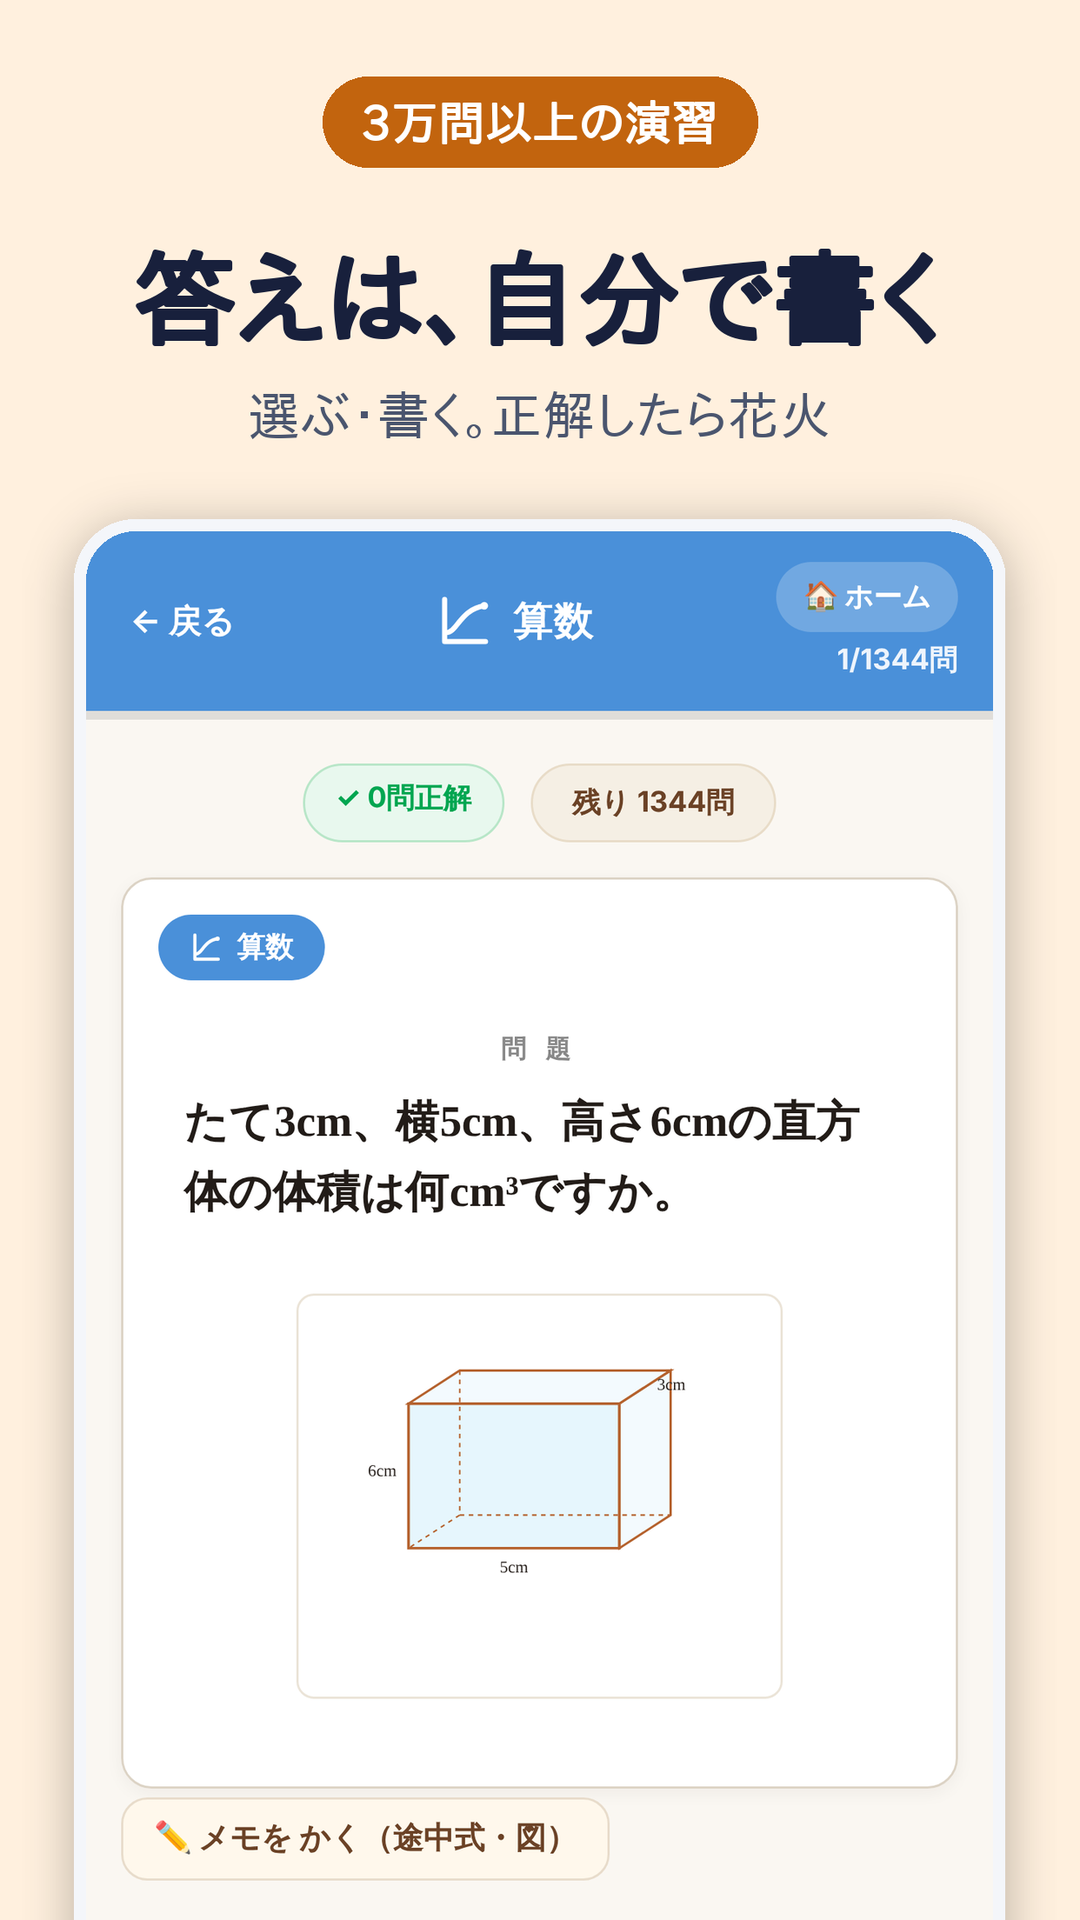 3万問以上の演習
答えは、自分で書く
選ぶ・書く。正解したら花火
← 戻る
算数
🏠 ホーム
1/1344問
✓ 0問正解
残り 1344問
算数
問 題
たて3cm、横5cm、高さ6cmの直方
体の体積は何cm³ですか。
3cm
6cm
5cm
✏️ メモを かく（途中式・図）